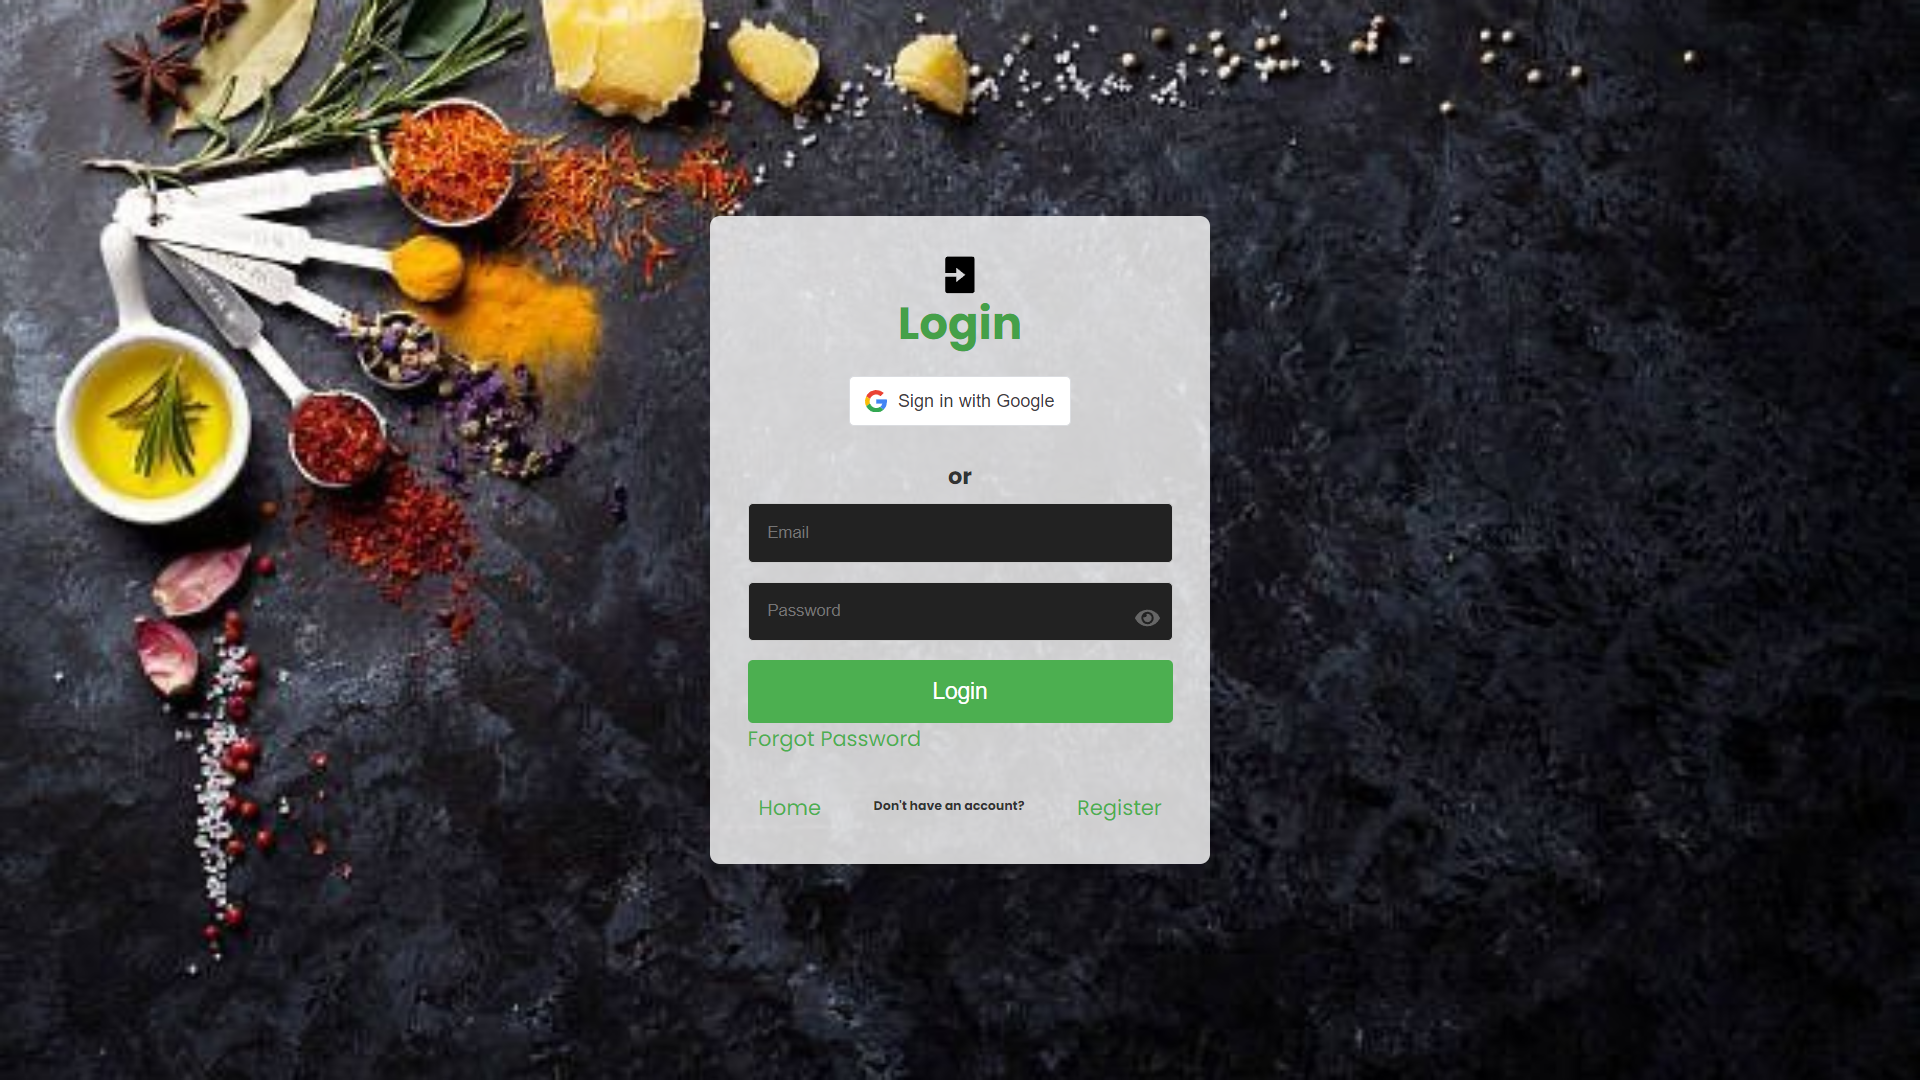 Login
Sign in with Google
or
Email
Password
Login
Forgot Password
Home
Don't have an account?
Register